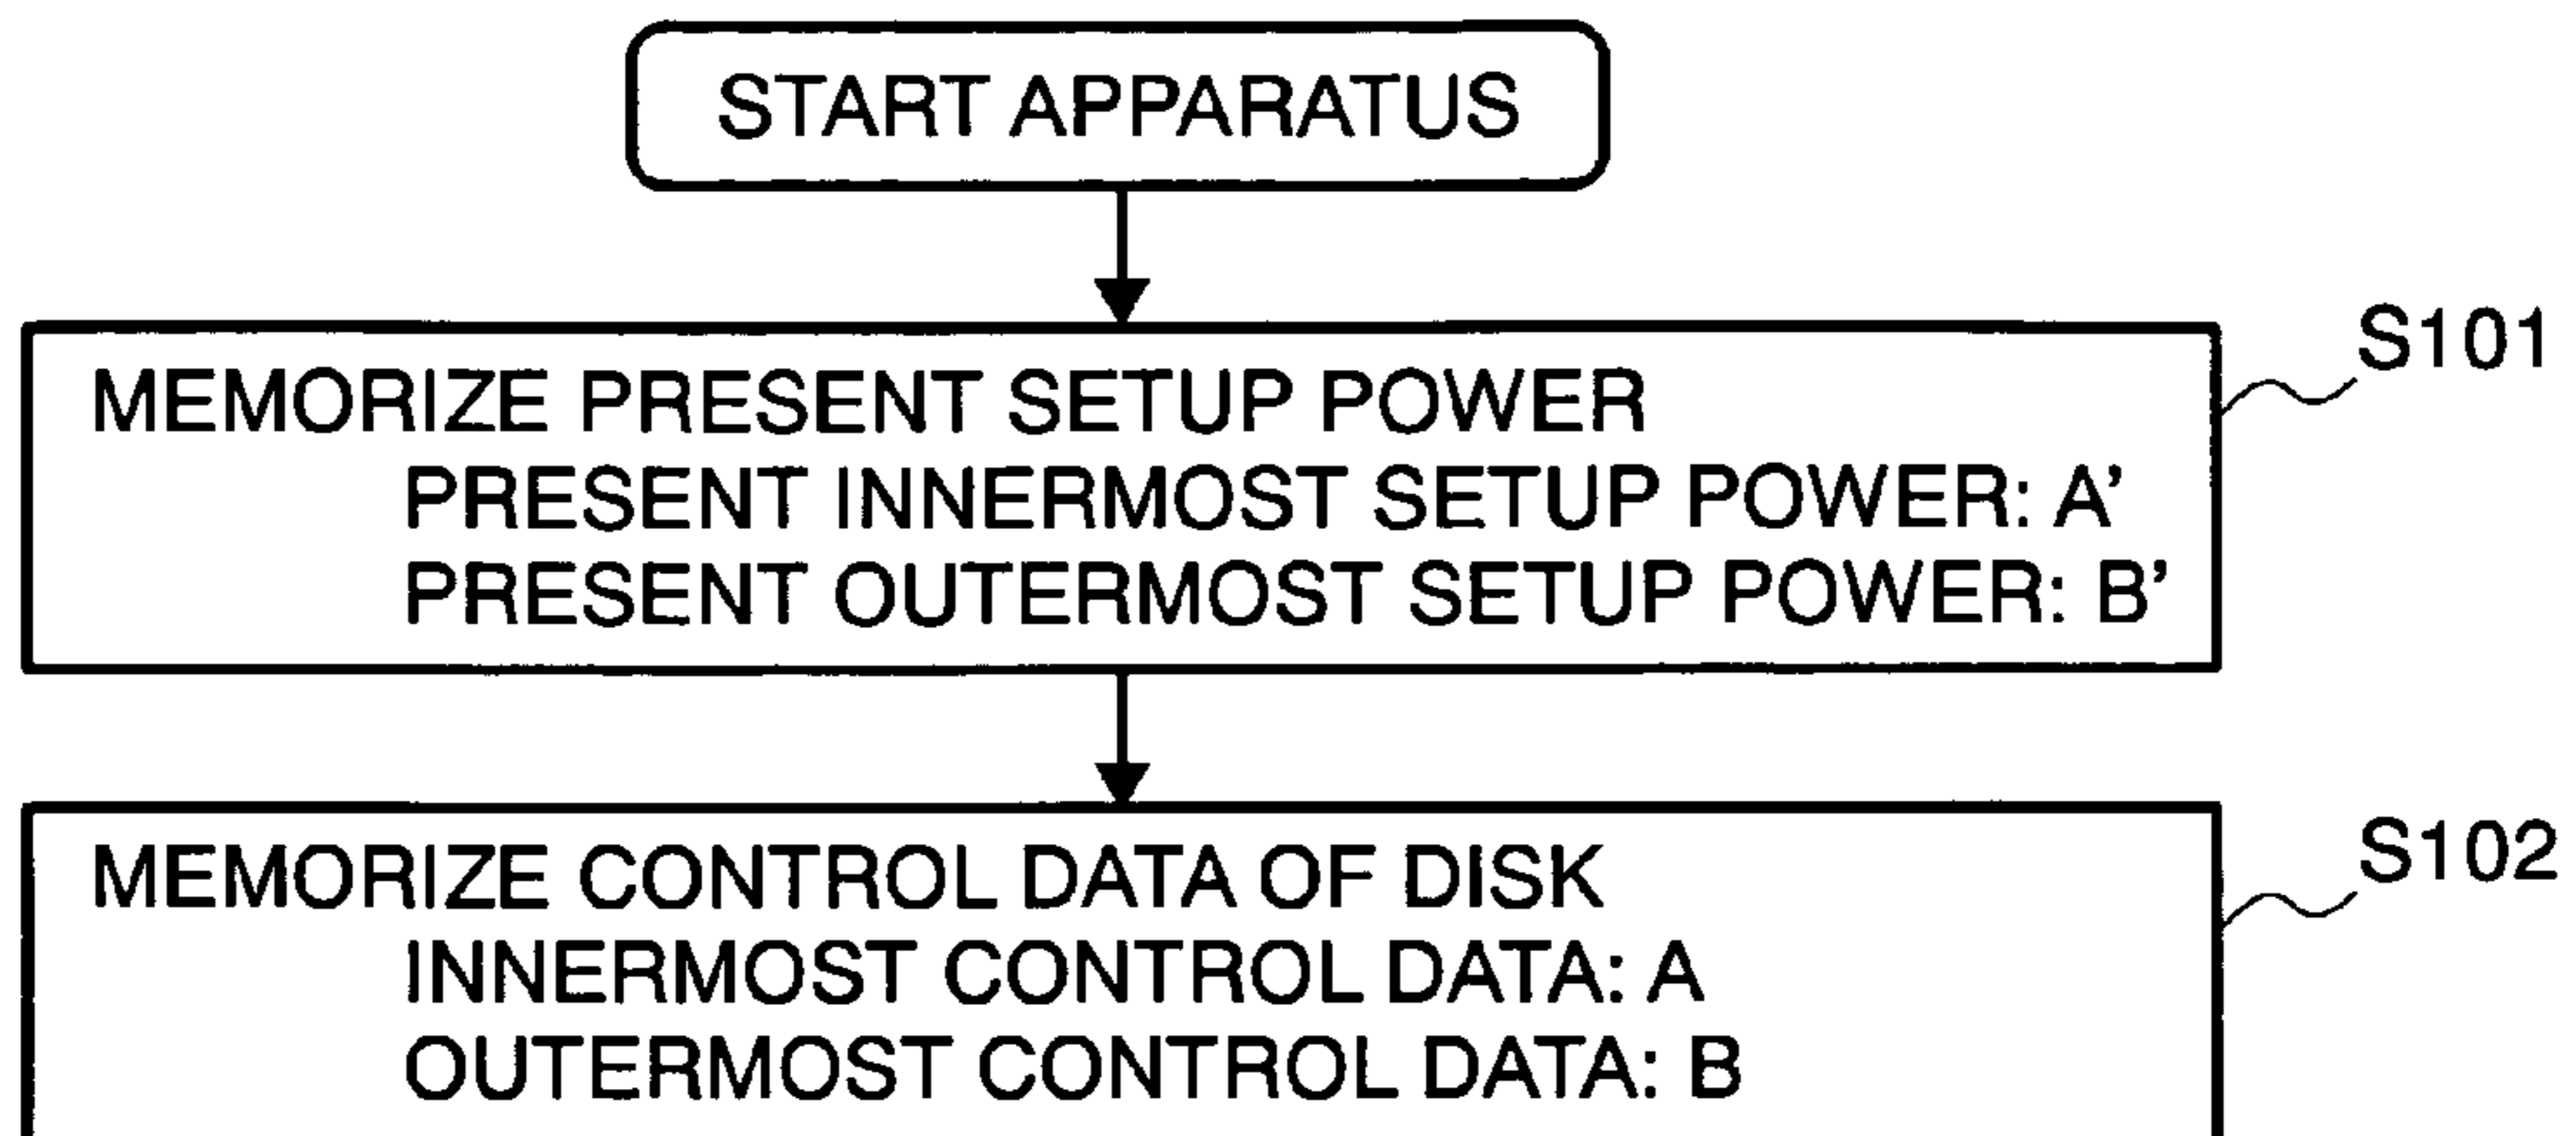 START APPARATUS
S101
MEMORIZE PRESENT SETUP POWER
PRESENT INNERMOST SETUP POWER: A’
PRESENT OUTERMOST SETUP POWER: B’
S102
MEMORIZE CONTROL DATA OF DISK
INNERMOST CONTROL DATA: A
OUTERMOST CONTROL DATA: B